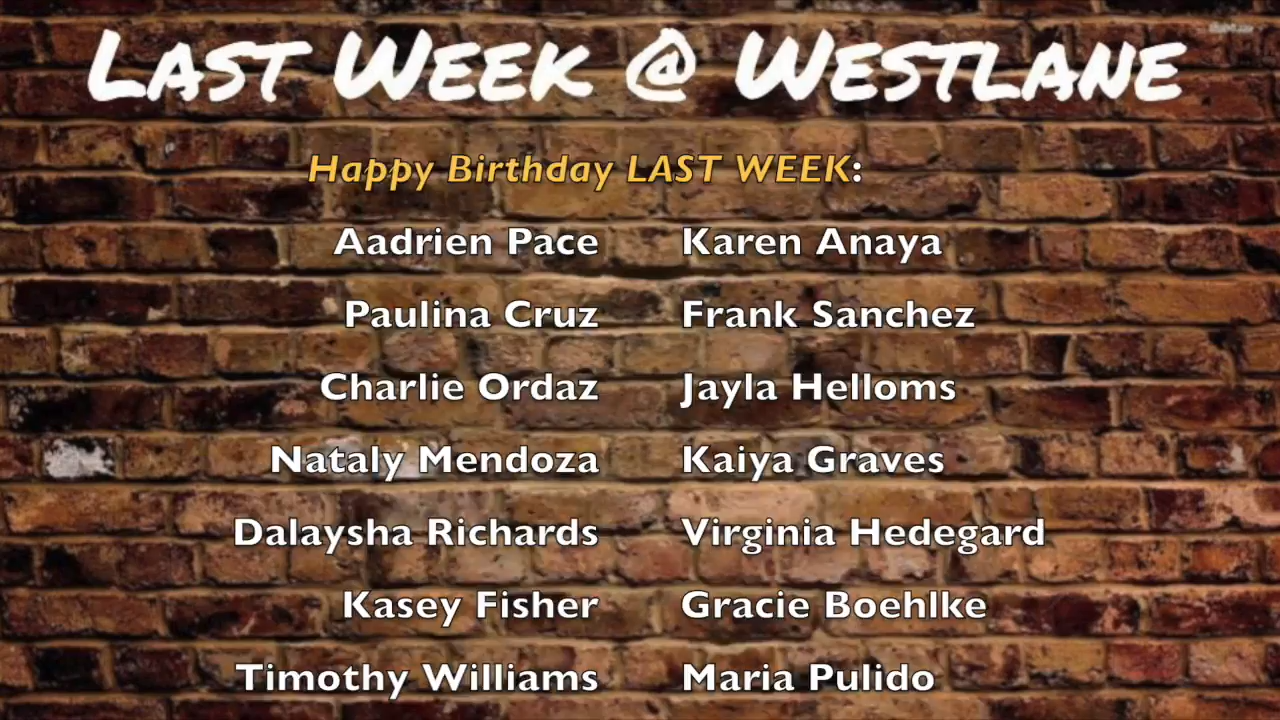 Last Week @ Westlane
Happy Birthday LAST WEEK:
Aadrien Pace Karen Anaya
Paulina Cruz Frank Sanchez
Charlie Ordaz Jayla Helloms
Nataly Mendoza Kaiya Graves
Dalaysha Richards Virginia Hedegard
Kasey Fisher Gracie Boehlke
Timothy Williams Maria Pulido